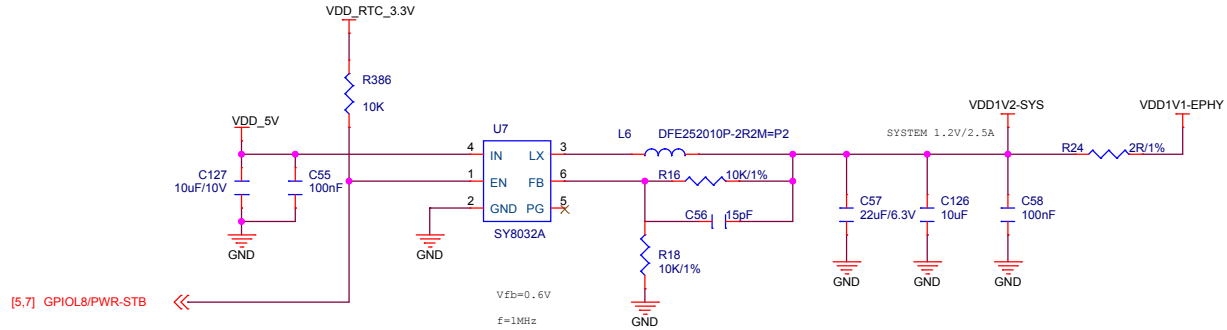 VDD_RTC_3.3V
R386
10K
VDD_5V
U7
L6 DFE252010P-2R2M=P2
VDD1V2-SYS
VDD1V1-EPHY
SYSTEM 1.2V/2.5A
R24 2R/1%
4 IN LX 3
1 EN FB 6
2 GND PG 5
SY8032A
R16 10K/1%
C127
10uF/10V
C55
100nF
C56 15pF
C57
22uF/6.3V
C126
10uF
C58
100nF
R18
10K/1%
GND
GND
GND
GND
GND
GND
[5,7] GPIOL8/PWR-STB
Vfb=0.6V
f=1MHz